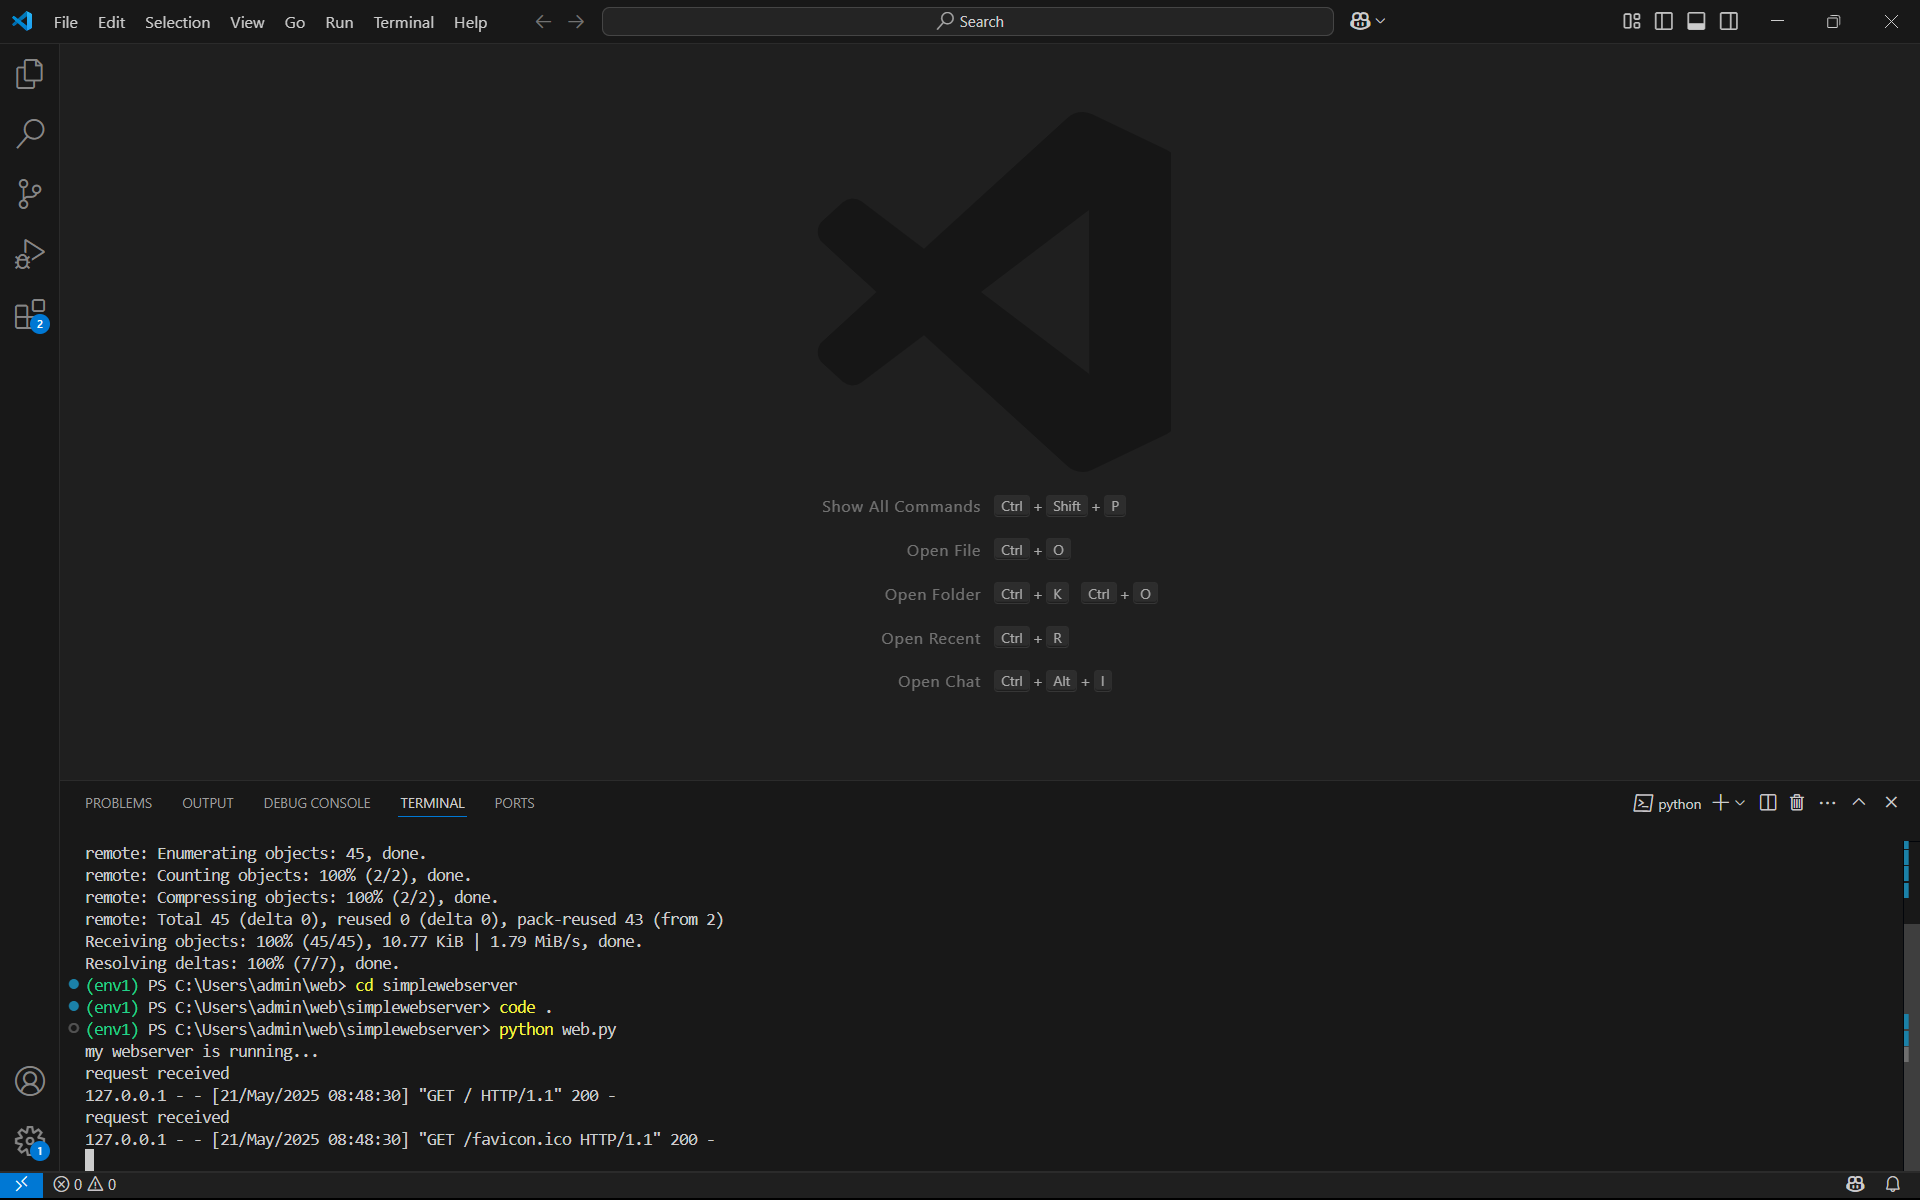 File Edit Selection View Go Run Terminal Help
Search
2
Show All Commands Ctrl + Shift + P
Open File Ctrl + O
Open Folder Ctrl + K Ctrl + O
Open Recent Ctrl + R
Open Chat Ctrl + Alt + I
PROBLEMS OUTPUT DEBUG CONSOLE TERMINAL PORTS
python
remote: Enumerating objects: 45, done.
remote: Counting objects: 100% (2/2), done.
remote: Compressing objects: 100% (2/2), done.
remote: Total 45 (delta 0), reused 0 (delta 0), pack-reused 43 (from 2)
Receiving objects: 100% (45/45), 10.77 KiB | 1.79 MiB/s, done.
Resolving deltas: 100% (7/7), done.
(env1) PS C:\Users\admin\web> cd simplewebserver
(env1) PS C:\Users\admin\web\simplewebserver> code .
(env1) PS C:\Users\admin\web\simplewebserver> python web.py
my webserver is running...
request received
127.0.0.1 - - [21/May/2025 08:48:30] "GET / HTTP/1.1" 200 -
request received
127.0.0.1 - - [21/May/2025 08:48:30] "GET /favicon.ico HTTP/1.1" 200 -
1
0 0